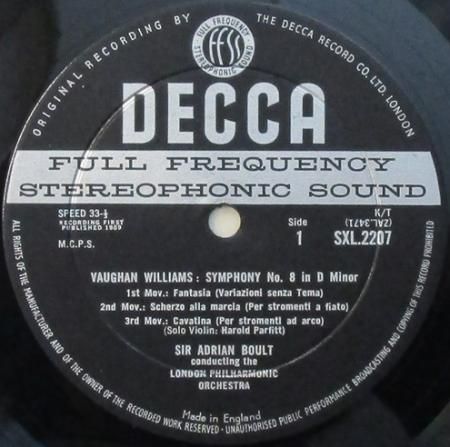 ORIGINAL RECORDING BY
THE DECCA RECORD CO. LTD. LONDON
FULL FREQUENCY
ffss
STEREOPHONIC SOUND
DECCA
FULL FREQUENCY
STEREOPHONIC SOUND
SPEED 33-⅓
RECORDING FIRST
PUBLISHED 1959
M.C.P.S.
Side
1
T/K
(ZAL.3471)
SXL.2207
VAUGHAN WILLIAMS: SYMPHONY No. 8 in D Minor
1st Mov.: Fantasia (Variazioni senza Tema)
2nd Mov.: Scherzo alla marcia (Per stromenti a fiato)
3rd Mov.: Cavatina (Per stromenti ad arco)
(Solo Violin: Harold Parfitt)
SIR ADRIAN BOULT
conducting the
LONDON PHILHARMONIC
ORCHESTRA
Made in England
ALL RIGHTS OF THE MANUFACTURER AND OF THE OWNER OF THE RECORDED WORK RESERVED · UNAUTHORISED PUBLIC PERFORMANCE BROADCASTING AND COPYING OF THIS RECORD PROHIBITED